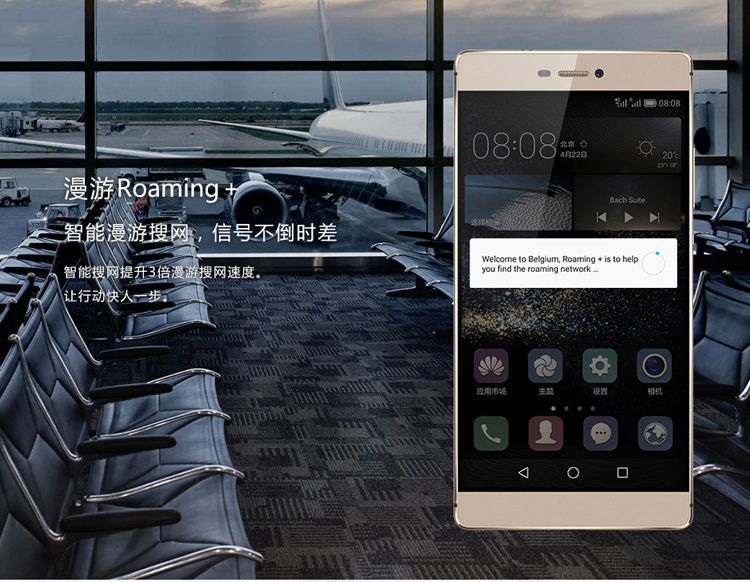 漫游Roaming +
智能漫游搜网，信号不倒时差
智能搜网提升3倍漫游搜网速度。
让行动快人一步。
08:08
08:08
北京
4月22日
20°c
23°/18°
选择相册
Bach Suite
Welcome to Belgium, Roaming + is to help
you find the roaming network ...
应用市场
主题
设置
相机